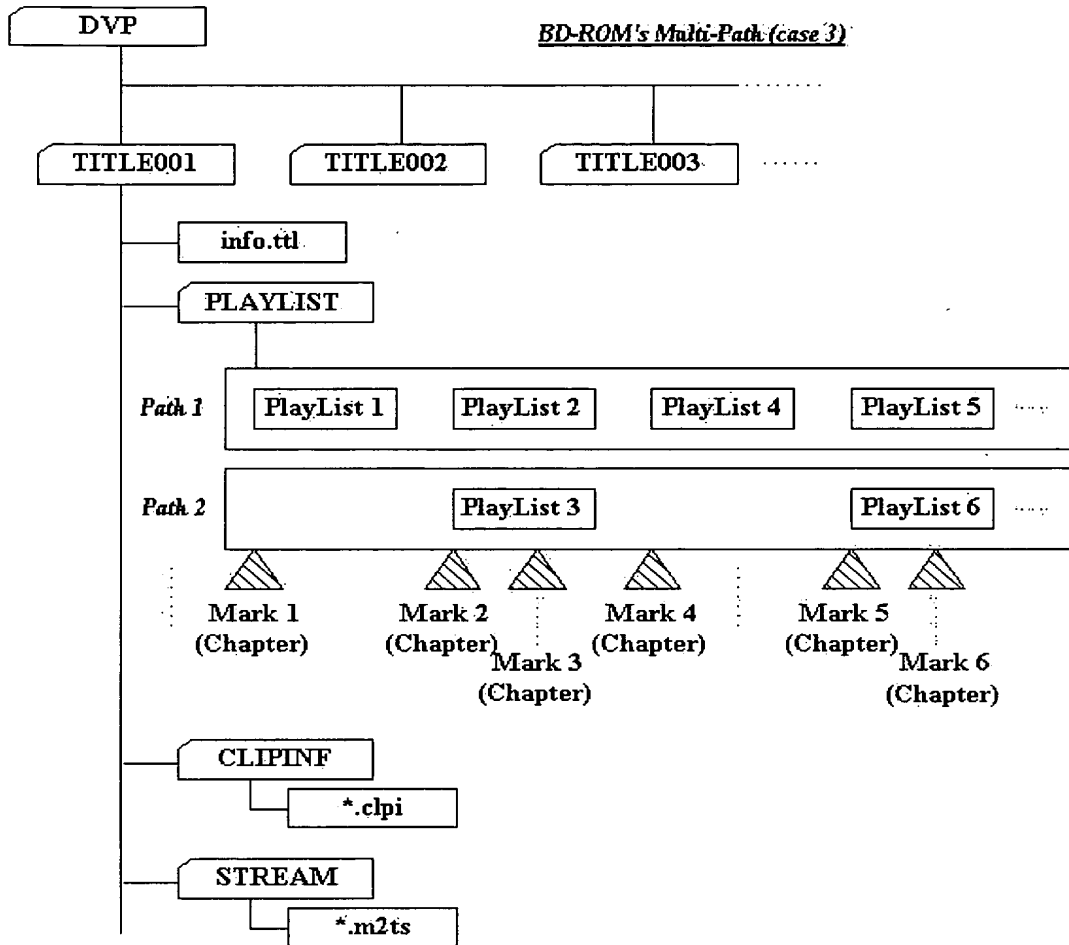 DVP
BD-ROM's Multi-Path (case 3)
TITLE001
TITLE002
TITLE003
info.ttl
PLAYLIST
Path 1
PlayList 1
PlayList 2
PlayList 4
PlayList 5
Path 2
PlayList 3
PlayList 6
Mark 1
(Chapter)
Mark 2
(Chapter)
Mark 3
(Chapter)
Mark 4
(Chapter)
Mark 5
(Chapter)
Mark 6
(Chapter)
CLIPINF
*.clpi
STREAM
*.m2ts